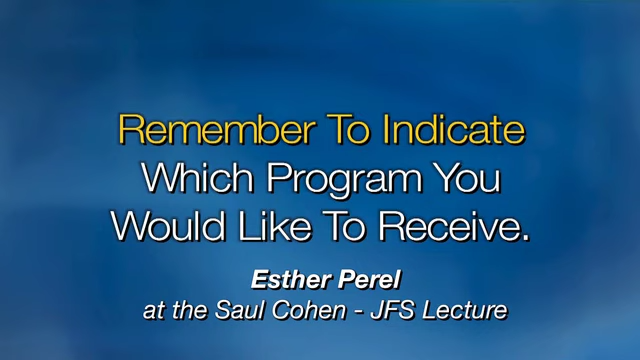 Remember To Indicate
Which Program You
Would Like To Receive.
Esther Perel
at the Saul Cohen - JFS Lecture